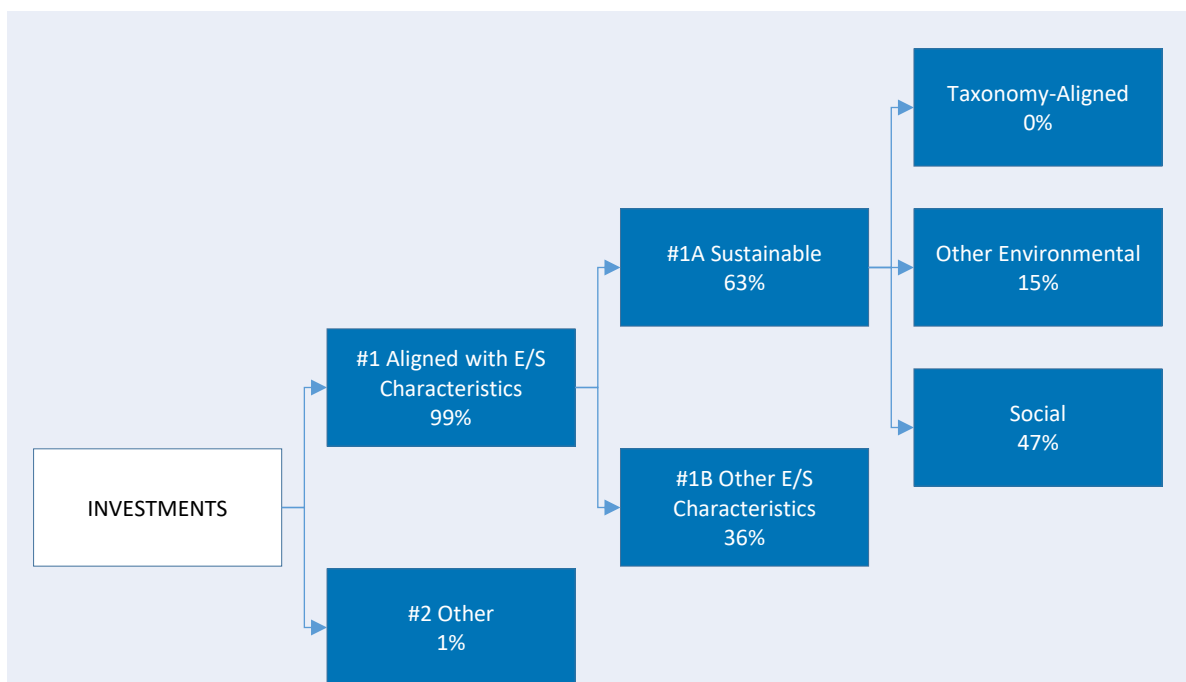 INVESTMENTS
#1 Aligned with E/S
Characteristics
99%
#2 Other
1%
#1A Sustainable
63%
#1B Other E/S
Characteristics
36%
Taxonomy-Aligned
0%
Other Environmental
15%
Social
47%